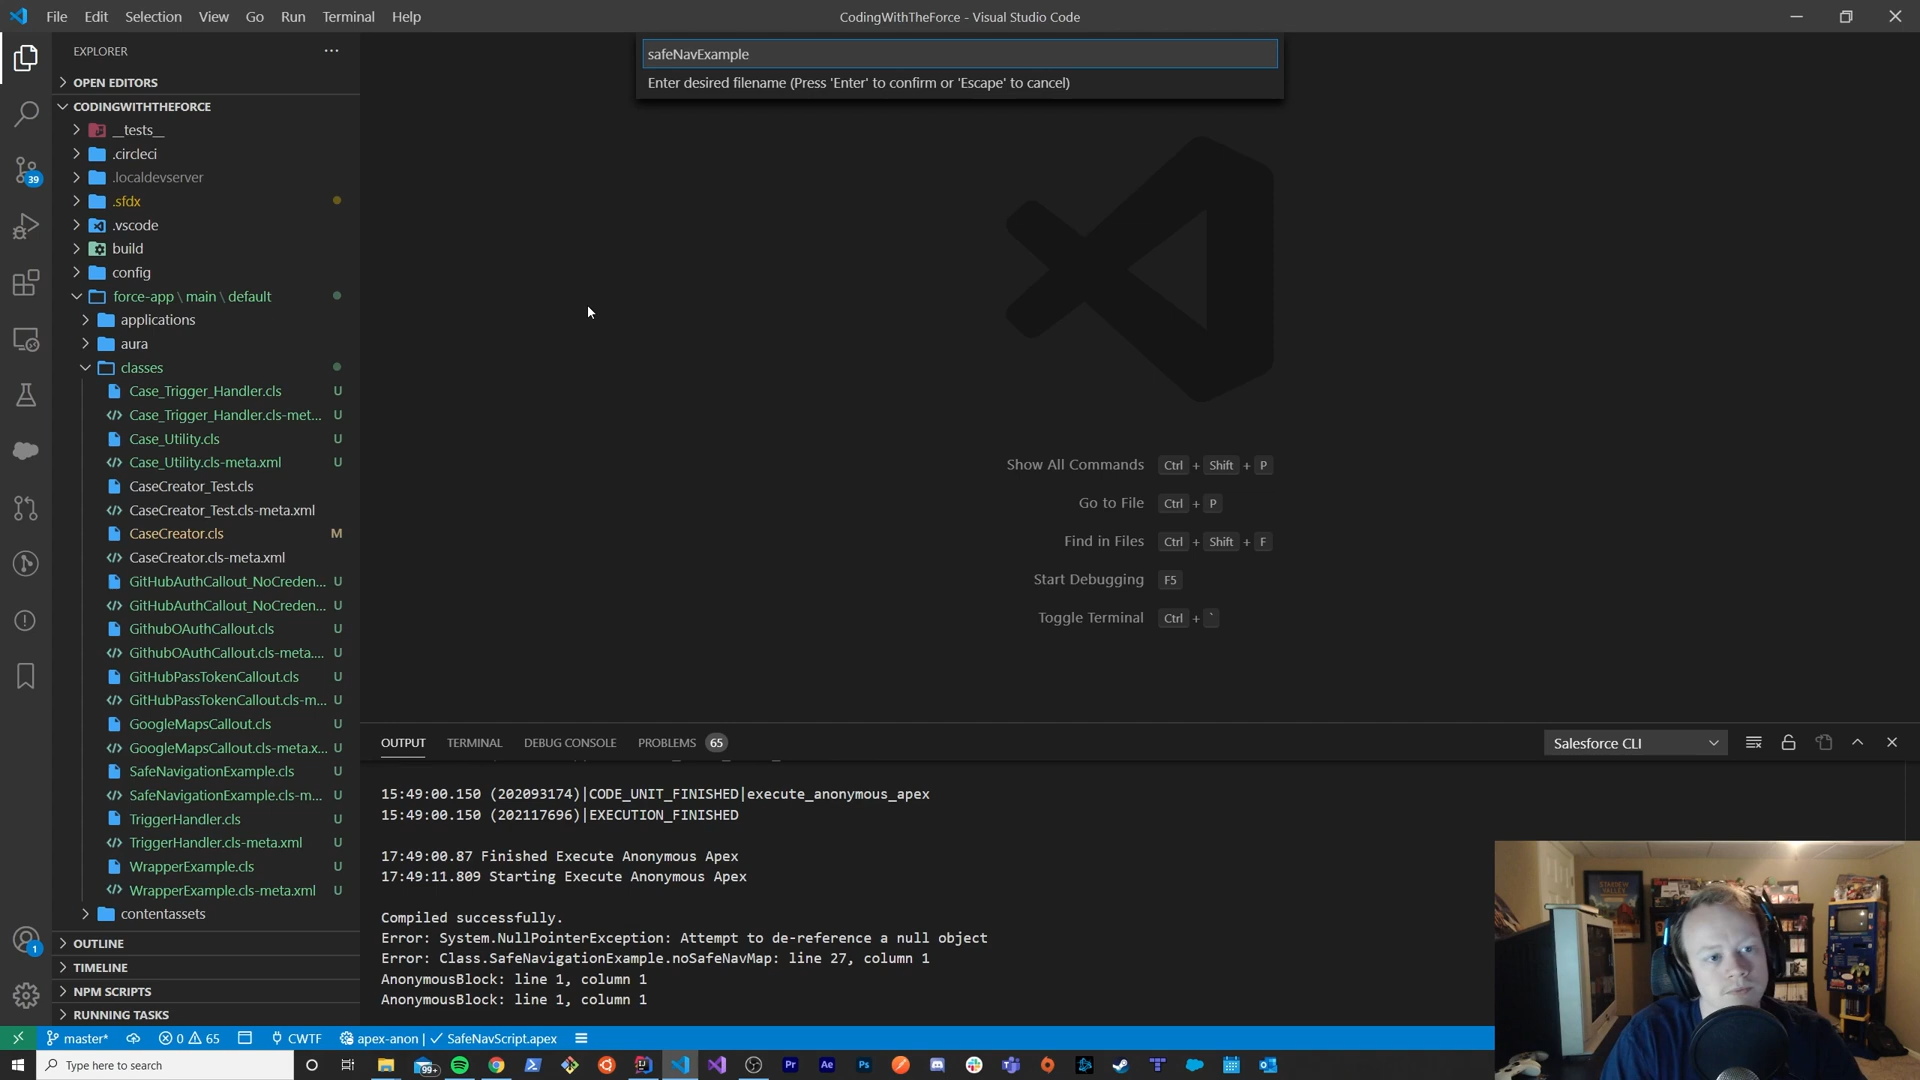 File Edit Selection View Go Run Terminal Help
CodingWithTheForce - Visual Studio Code
safeNavExample
Enter desired filename (Press 'Enter' to confirm or 'Escape' to cancel)
EXPLORER
OPEN EDITORS
CODINGWITHTHEFORCE
__tests__
.circleci
.localdevserver
.sfdx
.vscode
build
config
force-app \ main \ default
applications
aura
classes
Case_Trigger_Handler.cls U
Case_Trigger_Handler.cls-met... U
Case_Utility.cls U
Case_Utility.cls-meta.xml U
CaseCreator_Test.cls
CaseCreator_Test.cls-meta.xml
CaseCreator.cls M
CaseCreator.cls-meta.xml
GitHubAuthCallout_NoCreden... U
GitHubAuthCallout_NoCreden... U
GithubOAuthCallout.cls U
GithubOAuthCallout.cls-meta.... U
GitHubPassTokenCallout.cls U
GitHubPassTokenCallout.cls-m... U
GoogleMapsCallout.cls U
GoogleMapsCallout.cls-meta.x... U
SafeNavigationExample.cls U
SafeNavigationExample.cls-m... U
TriggerHandler.cls U
TriggerHandler.cls-meta.xml U
WrapperExample.cls U
WrapperExample.cls-meta.xml U
contentassets
OUTLINE
TIMELINE
NPM SCRIPTS
RUNNING TASKS
39
1
Show All Commands Ctrl + Shift + P
Go to File Ctrl + P
Find in Files Ctrl + Shift + F
Start Debugging F5
Toggle Terminal Ctrl + `
OUTPUT TERMINAL DEBUG CONSOLE PROBLEMS 65
Salesforce CLI
15:49:00.150 (202093174)|CODE_UNIT_FINISHED|execute_anonymous_apex
15:49:00.150 (202117696)|EXECUTION_FINISHED
17:49:00.87 Finished Execute Anonymous Apex
17:49:11.809 Starting Execute Anonymous Apex
Compiled successfully.
Error: System.NullPointerException: Attempt to de-reference a null object
Error: Class.SafeNavigationExample.noSafeNavMap: line 27, column 1
AnonymousBlock: line 1, column 1
AnonymousBlock: line 1, column 1
master* 0 65 CWTF apex-anon | ✓ SafeNavScript.apex
Type here to search
99+
Pr Ae Ps